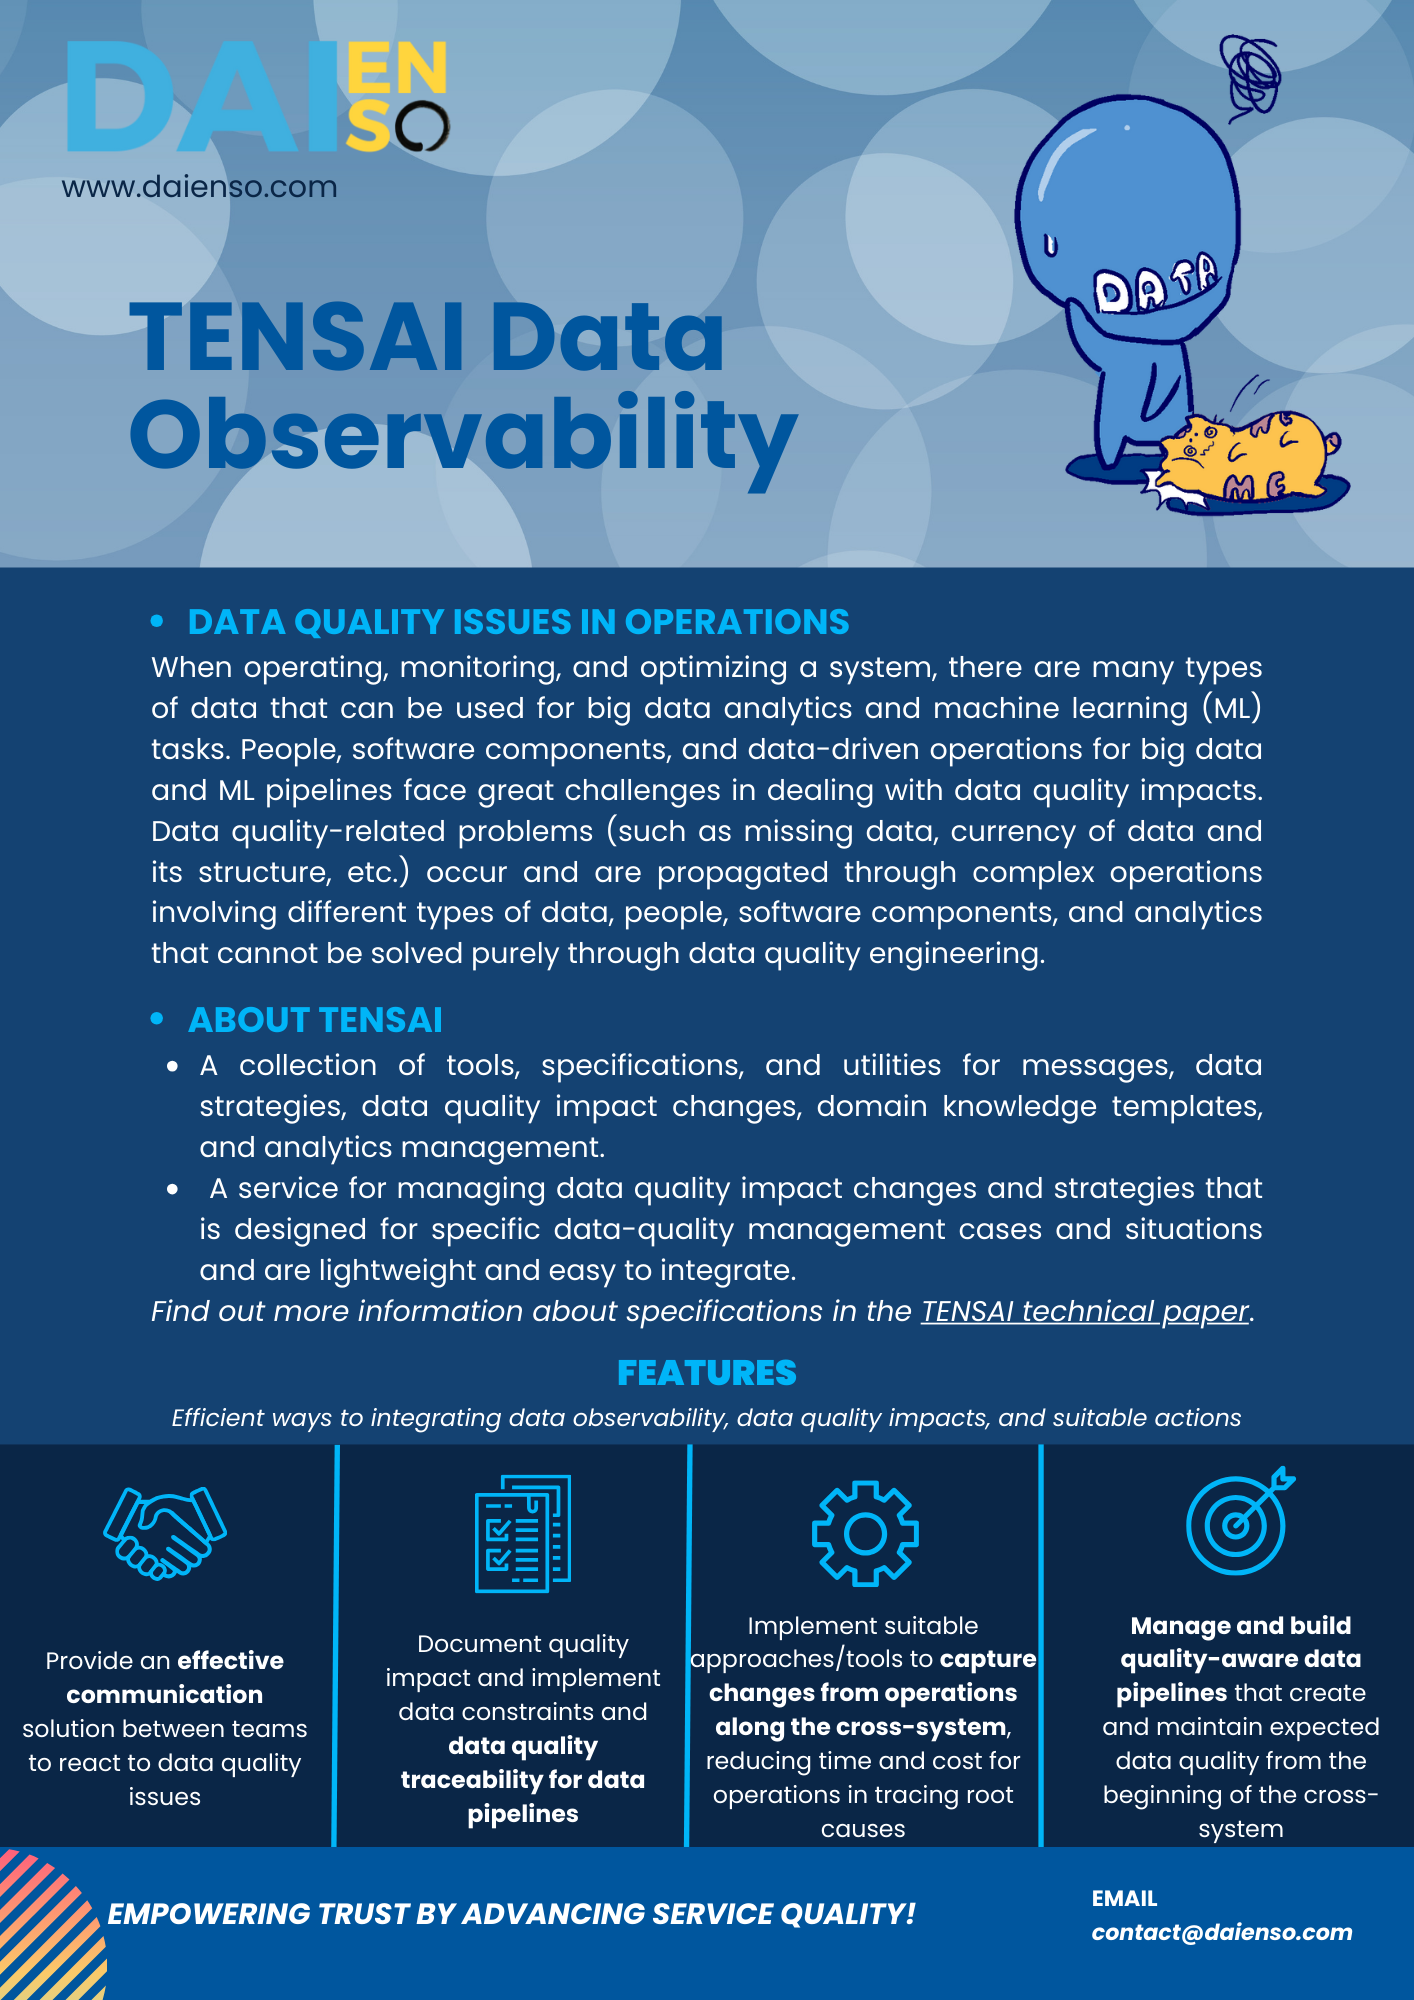 DAI EN
SO
www.daienso.com
DATA
ME
TENSAI Data
Observability
• DATA QUALITY ISSUES IN OPERATIONS
When operating, monitoring, and optimizing a system, there are many types
of data that can be used for big data analytics and machine learning (ML)
tasks. People, software components, and data-driven operations for big data
and ML pipelines face great challenges in dealing with data quality impacts.
Data quality-related problems (such as missing data, currency of data and
its structure, etc.) occur and are propagated through complex operations
involving different types of data, people, software components, and analytics
that cannot be solved purely through data quality engineering.
• ABOUT TENSAI
• A collection of tools, specifications, and utilities for messages, data
strategies, data quality impact changes, domain knowledge templates,
and analytics management.
• A service for managing data quality impact changes and strategies that
is designed for specific data-quality management cases and situations
and are lightweight and easy to integrate.
Find out more information about specifications in the TENSAI technical paper.
FEATURES
Efficient ways to integrating data observability, data quality impacts, and suitable actions
Provide an effective
communication
solution between teams
to react to data quality
issues
Document quality
impact and implement
data constraints and
data quality
traceability for data
pipelines
Implement suitable
approaches/tools to capture
changes from operations
along the cross-system,
reducing time and cost for
operations in tracing root
causes
Manage and build
quality-aware data
pipelines that create
and maintain expected
data quality from the
beginning of the cross-
system
EMPOWERING TRUST BY ADVANCING SERVICE QUALITY!
EMAIL
contact@daienso.com